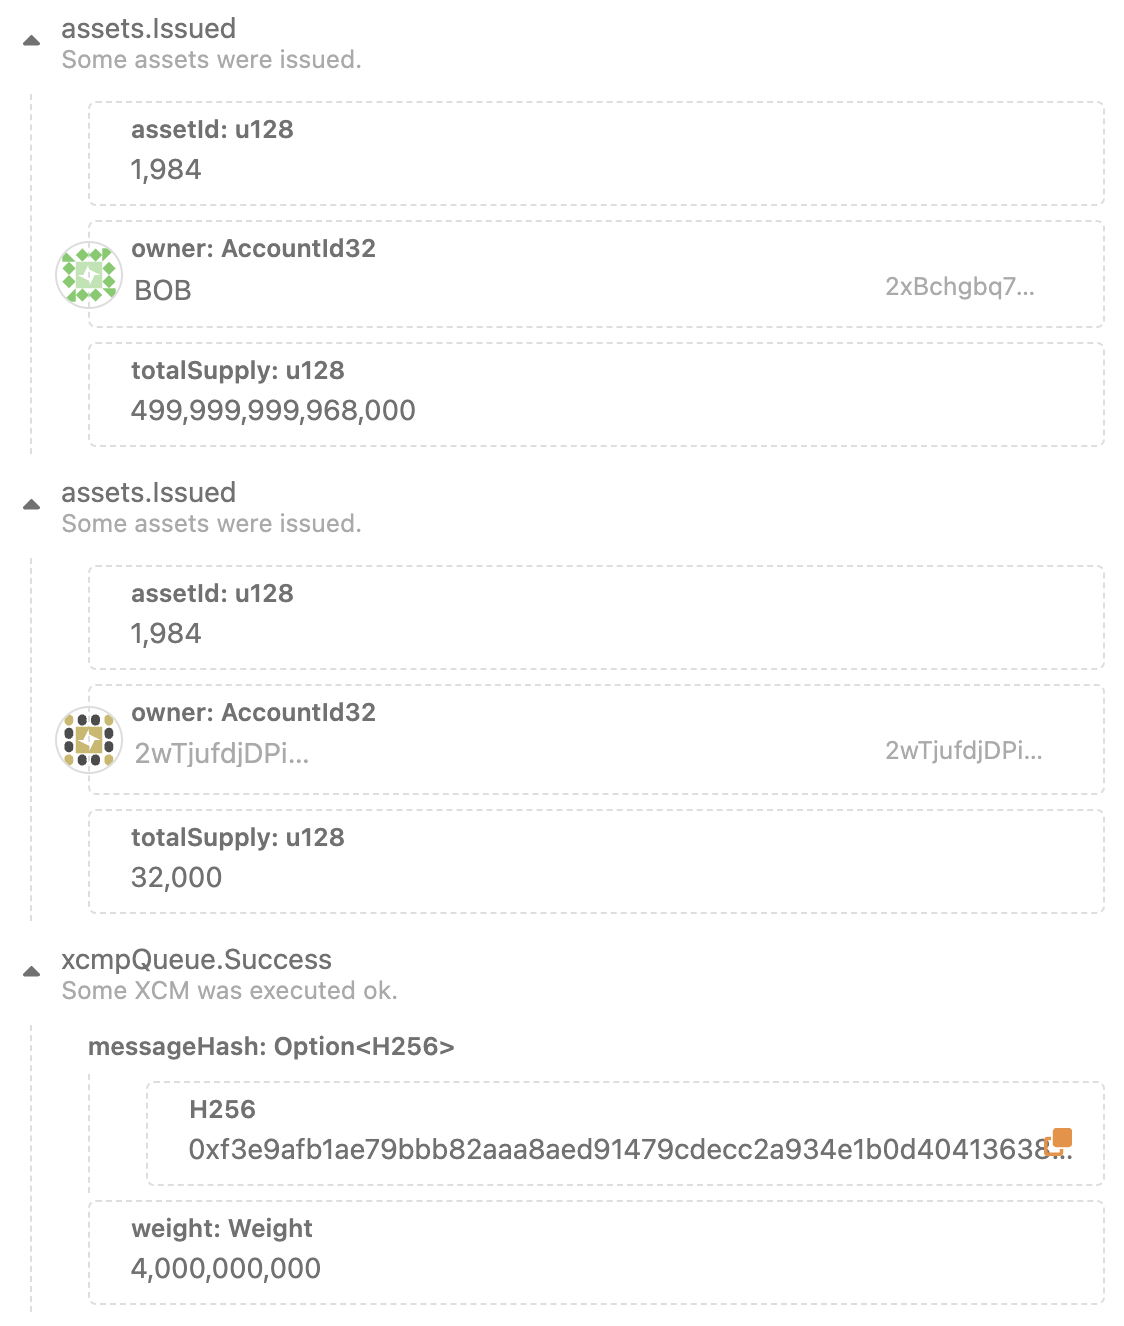 assets.Issued
Some assets were issued.
assetId: u128
1,984
owner: AccountId32
BOB 2xBchgbq7...
totalSupply: u128
499,999,999,968,000
assets.Issued
Some assets were issued.
assetId: u128
1,984
owner: AccountId32
2wTjufdjDPi... 2wTjufdjDPi...
totalSupply: u128
32,000
xcmpQueue.Success
Some XCM was executed ok.
messageHash: Option<H256>
H256
0xf3e9afb1ae79bbb82aaa8aed91479cdecc2a934e1b0d40413638...
weight: Weight
4,000,000,000